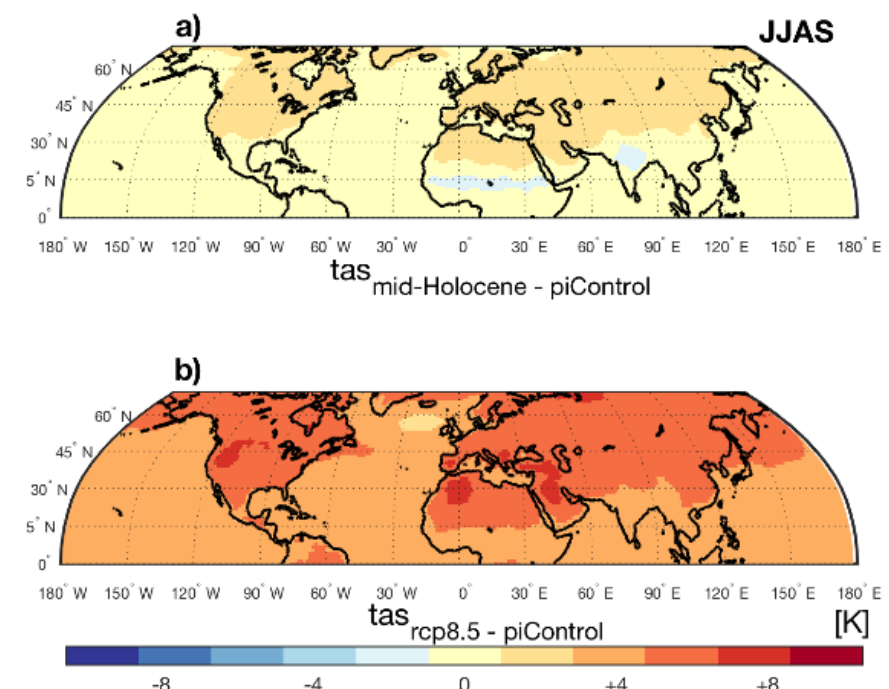 a) JJAS
60° N
45° N
30° N
5° N
0°
180° W 150° W 120° W 90° W 60° W 30° W 0° 30° E 60° E 90° E 120° E 150° E 180° E
tas mid-Holocene - piControl
b)
60° N
45° N
30° N
5° N
0°
180° W 150° W 120° W 90° W 60° W 30° W 0° 30° E 60° E 90° E 120° E 150° E 180° E
tas rcp8.5 - piControl [K]
-8 -4 0 +4 +8